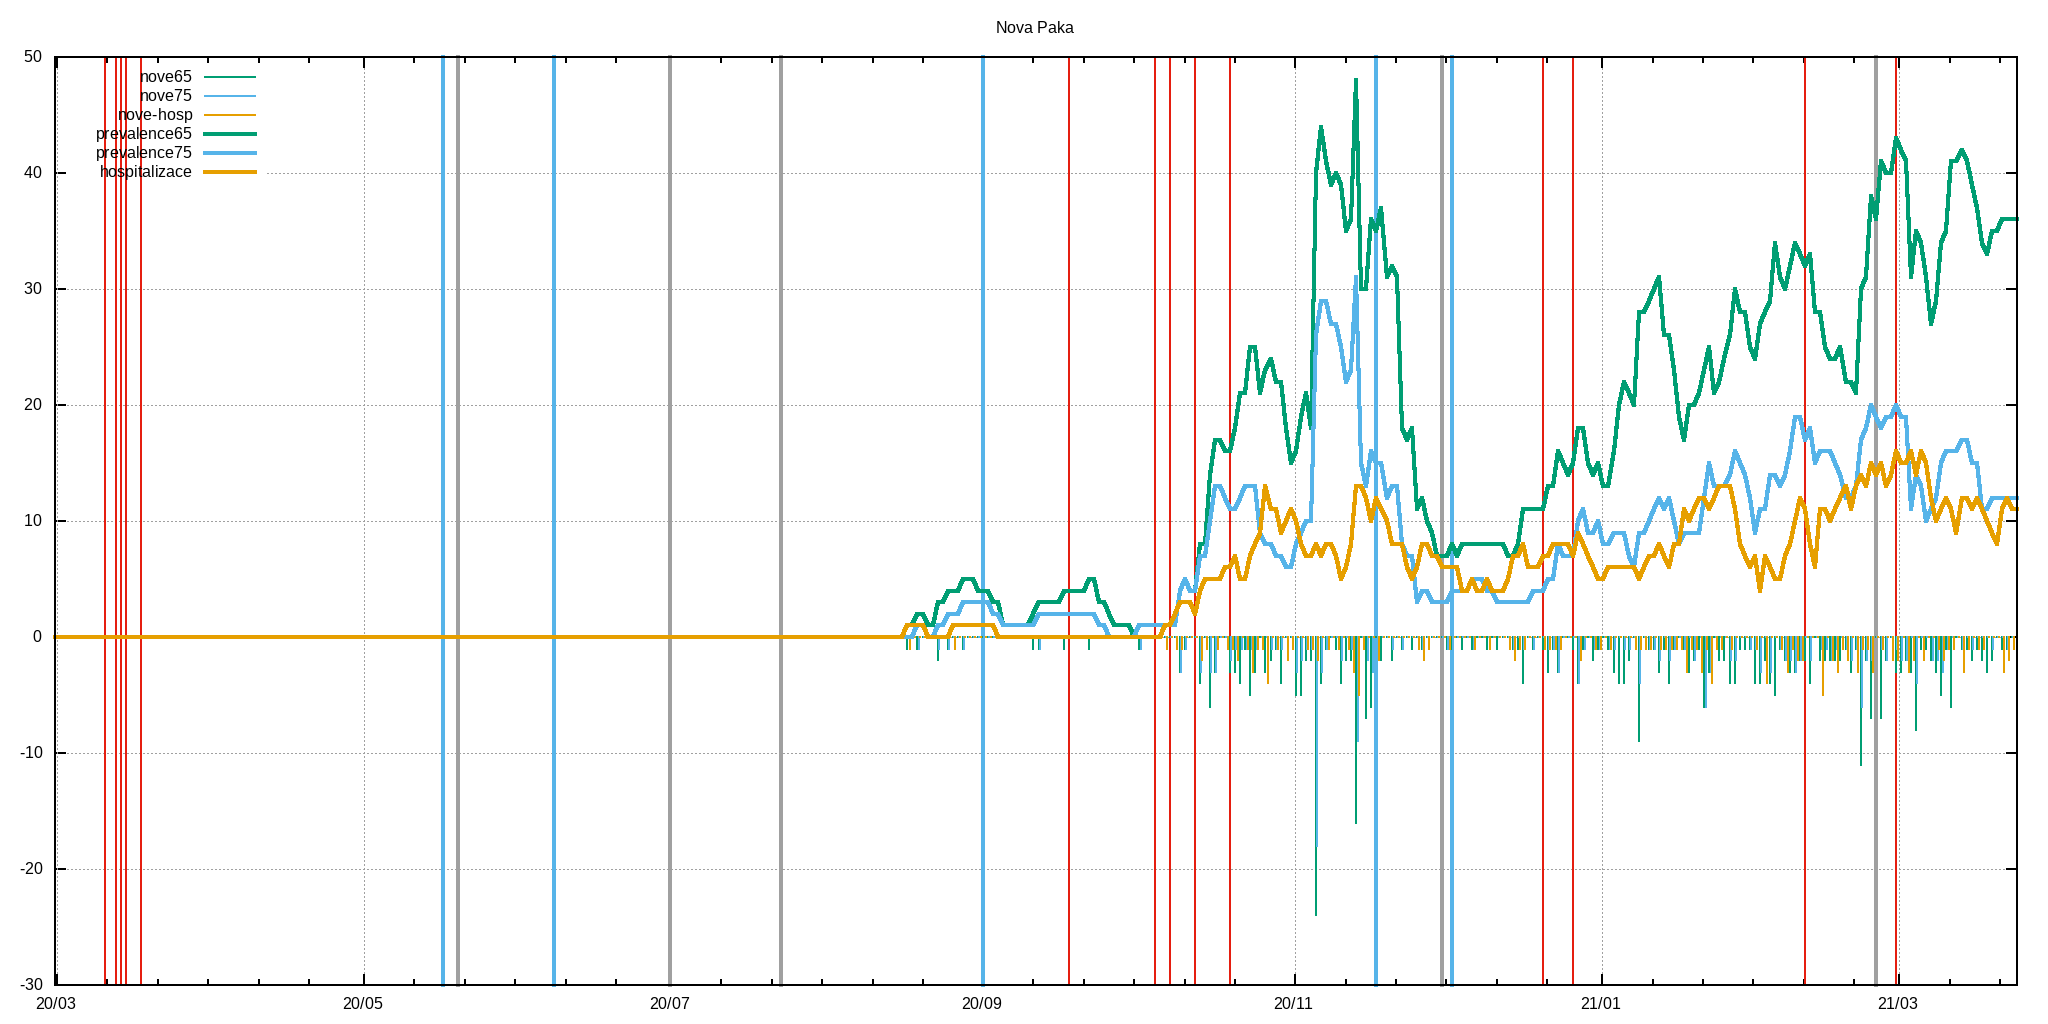 Nova Paka
50
40
30
20
10
0
-10
-20
-30
nove65
nove75
nove-hosp
prevalence65
prevalence75
hospitalizace
20/03 20/05 20/07 20/09 20/11 21/01 21/03